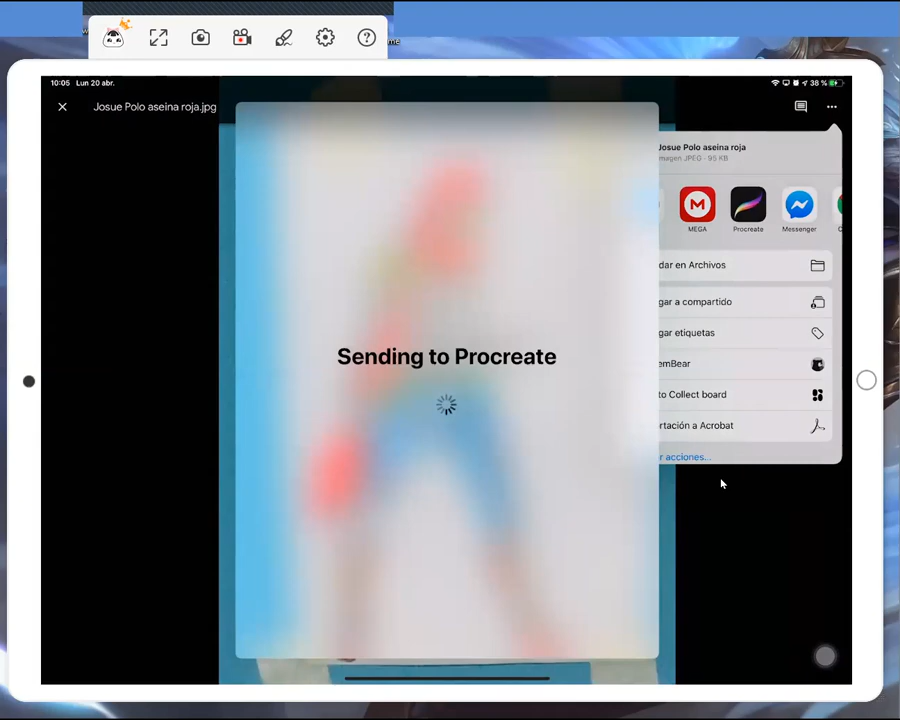 10:05 Lun 20 abr.
38 %
Josue Polo aseina roja.jpg
Josue Polo aseina roja
magen JPEG - 95 KB
MEGA
Procreate
Messenger
dar en Archivos
gar a compartido
gar etiquetas
emBear
to Collect board
rtación a Acrobat
r acciones...
Sending to Procreate